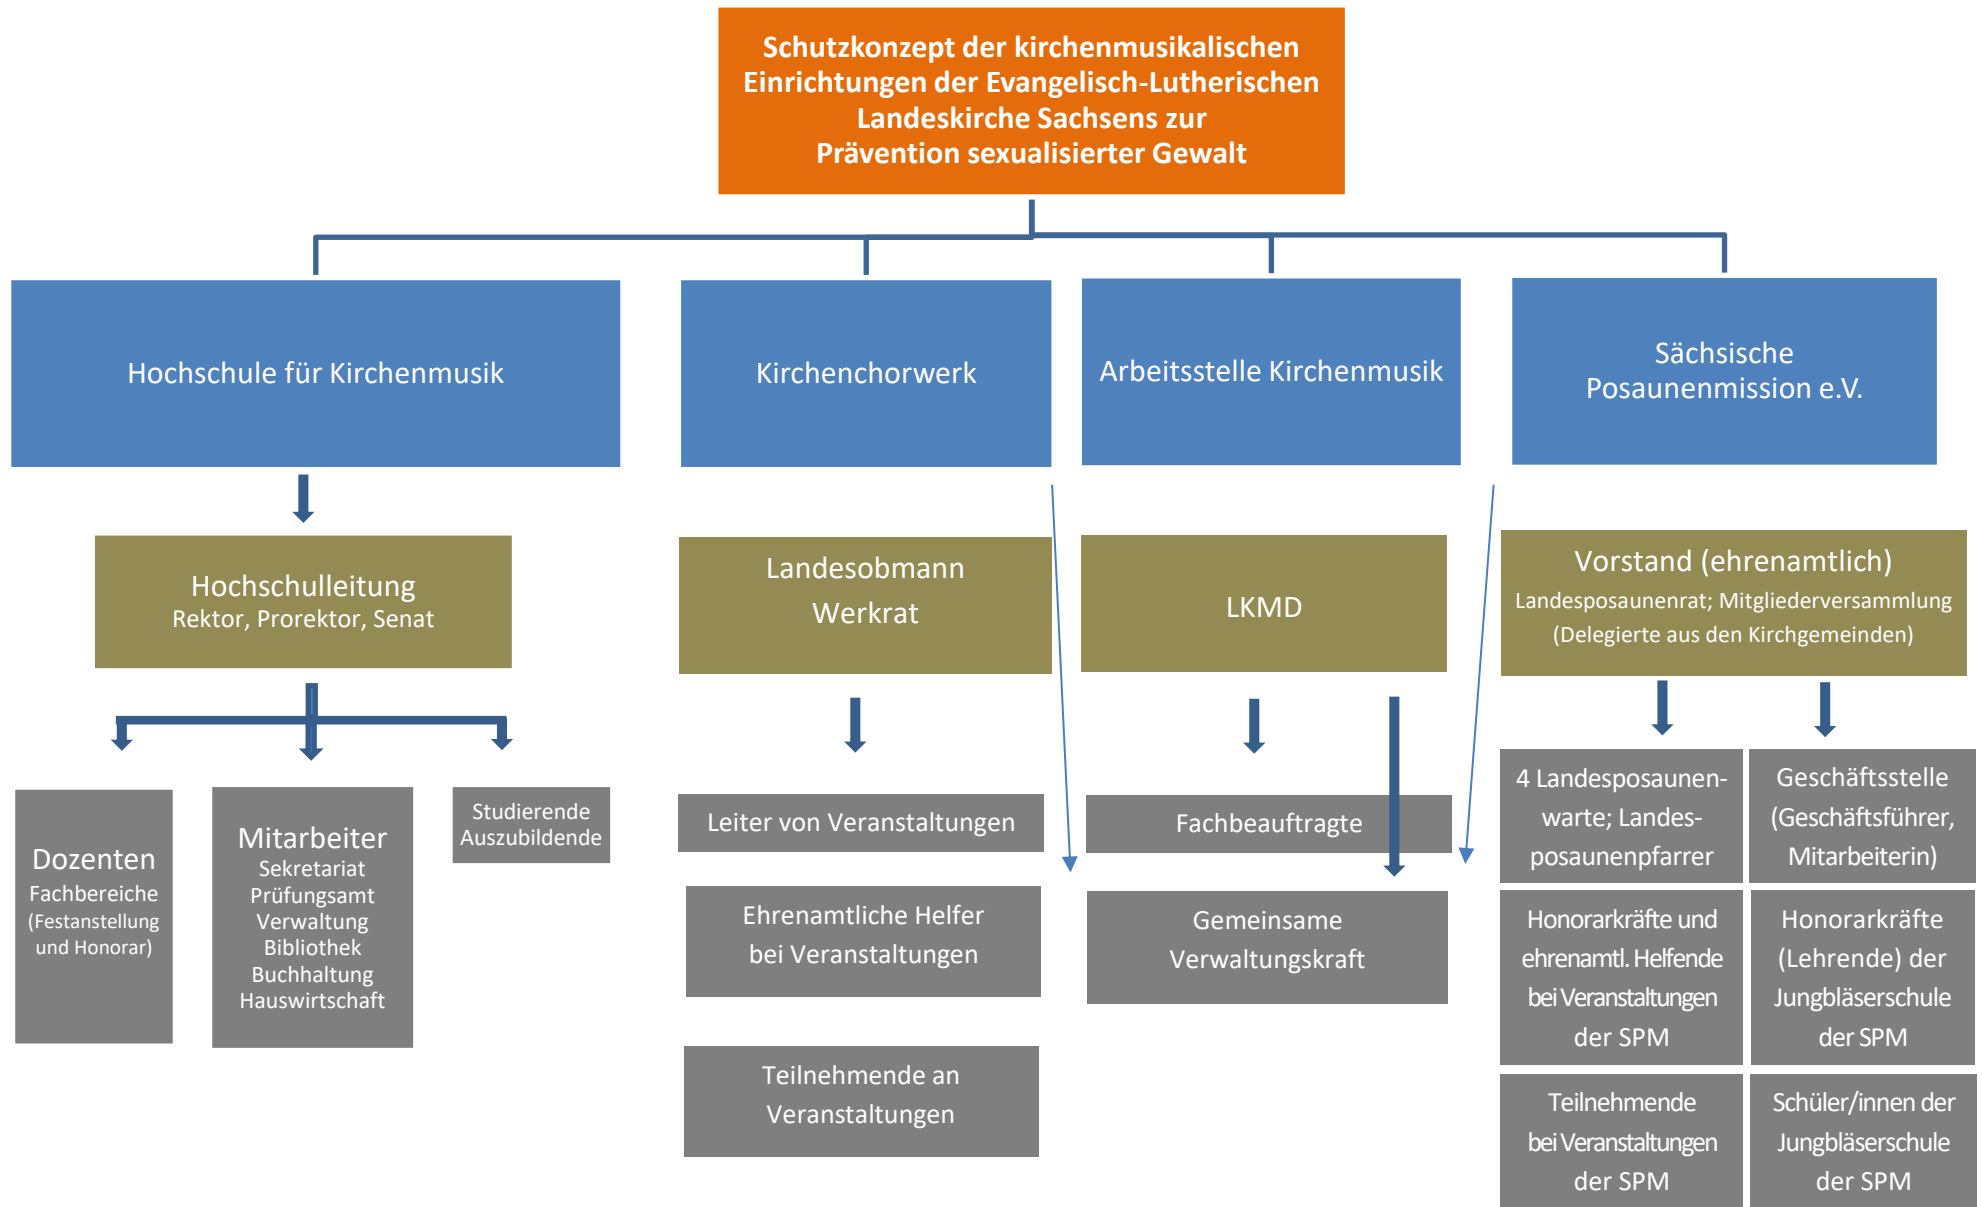 Schutzkonzept der kirchenmusikalischen
Einrichtungen der Evangelisch-Lutherischen
Landeskirche Sachsens zur
Prävention sexualisierter Gewalt
Hochschule für Kirchenmusik
Kirchenchorwerk
Arbeitsstelle Kirchenmusik
Sächsische
Posaunenmission e.V.
Hochschulleitung
Rektor, Prorektor, Senat
Landesobmann
Werkrat
LKMD
Vorstand (ehrenamtlich)
Landesposaunenrat; Mitgliederversammlung
(Delegierte aus den Kirchgemeinden)
Dozenten
Fachbereiche
(Festanstellung
und Honorar)
Mitarbeiter
Sekretariat
Prüfungsamt
Verwaltung
Bibliothek
Buchhaltung
Hauswirtschaft
Studierende
Auszubildende
Leiter von Veranstaltungen
Ehrenamtliche Helfer
bei Veranstaltungen
Teilnehmende an
Veranstaltungen
Fachbeauftragte
Gemeinsame
Verwaltungskraft
4 Landesposaunen-
warte; Landes-
posaunenpfarrer
Honorarkräfte und
ehrenamtl. Helfende
bei Veranstaltungen
der SPM
Teilnehmende
bei Veranstaltungen
der SPM
Geschäftsstelle
(Geschäftsführer,
Mitarbeiterin)
Honorarkräfte
(Lehrende) der
Jungbläserschule
der SPM
Schüler/innen der
Jungbläserschule
der SPM